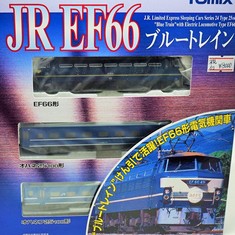 TOMIX
JR EF66
J.R. Limited Express Sleeping Cars Series 24 Type 25
"Blue Train" with Electric Locomotive Type EF66
ブルートレイン
EF66形
ブルートレインけん引で活躍!EF66形電気機関車